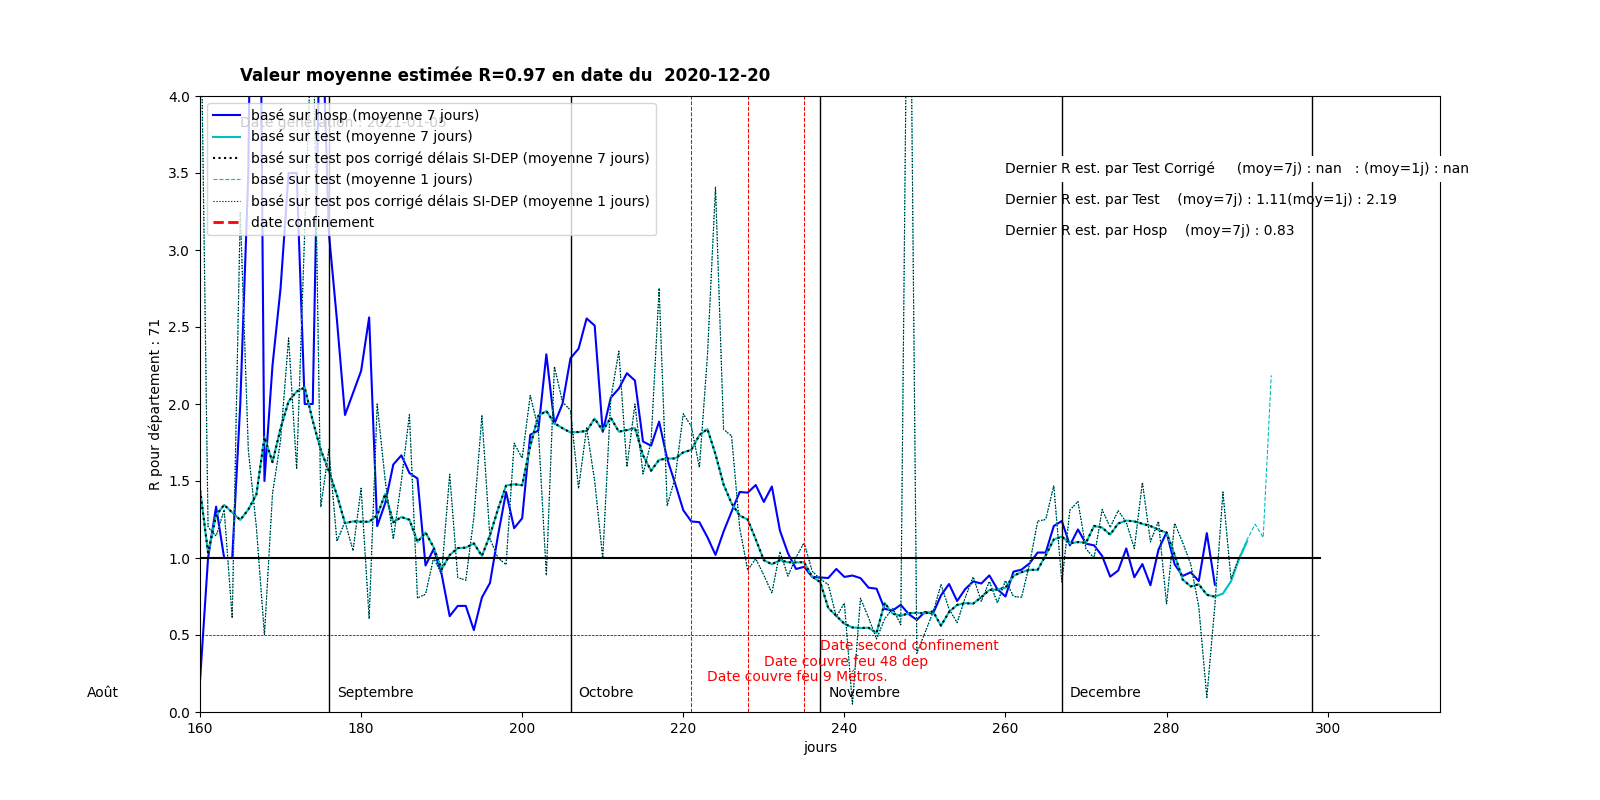 Valeur moyenne estimée R=0.97 en date du  2020-12-20
4.0
3.5
3.0
2.5
2.0
1.5
1.0
0.5
0.0
R pour département : 71
basé sur hosp (moyenne 7 jours)
Date génération : 2021-01-03
basé sur test (moyenne 7 jours)
basé sur test pos corrigé délais SI-DEP (moyenne 7 jours)
basé sur test (moyenne 1 jours)
basé sur test pos corrigé délais SI-DEP (moyenne 1 jours)
date confinement
Dernier R est. par Test Corrigé     (moy=7j) : nan   : (moy=1j) : nan
Dernier R est. par Test    (moy=7j) : 1.11(moy=1j) : 2.19
Dernier R est. par Hosp    (moy=7j) : 0.83
Date second confinement
Date couvre feu 48 dep
Date couvre feu 9 Métros.
Août
Septembre
Octobre
Novembre
Decembre
160
180
200
220
240
260
280
300
jours